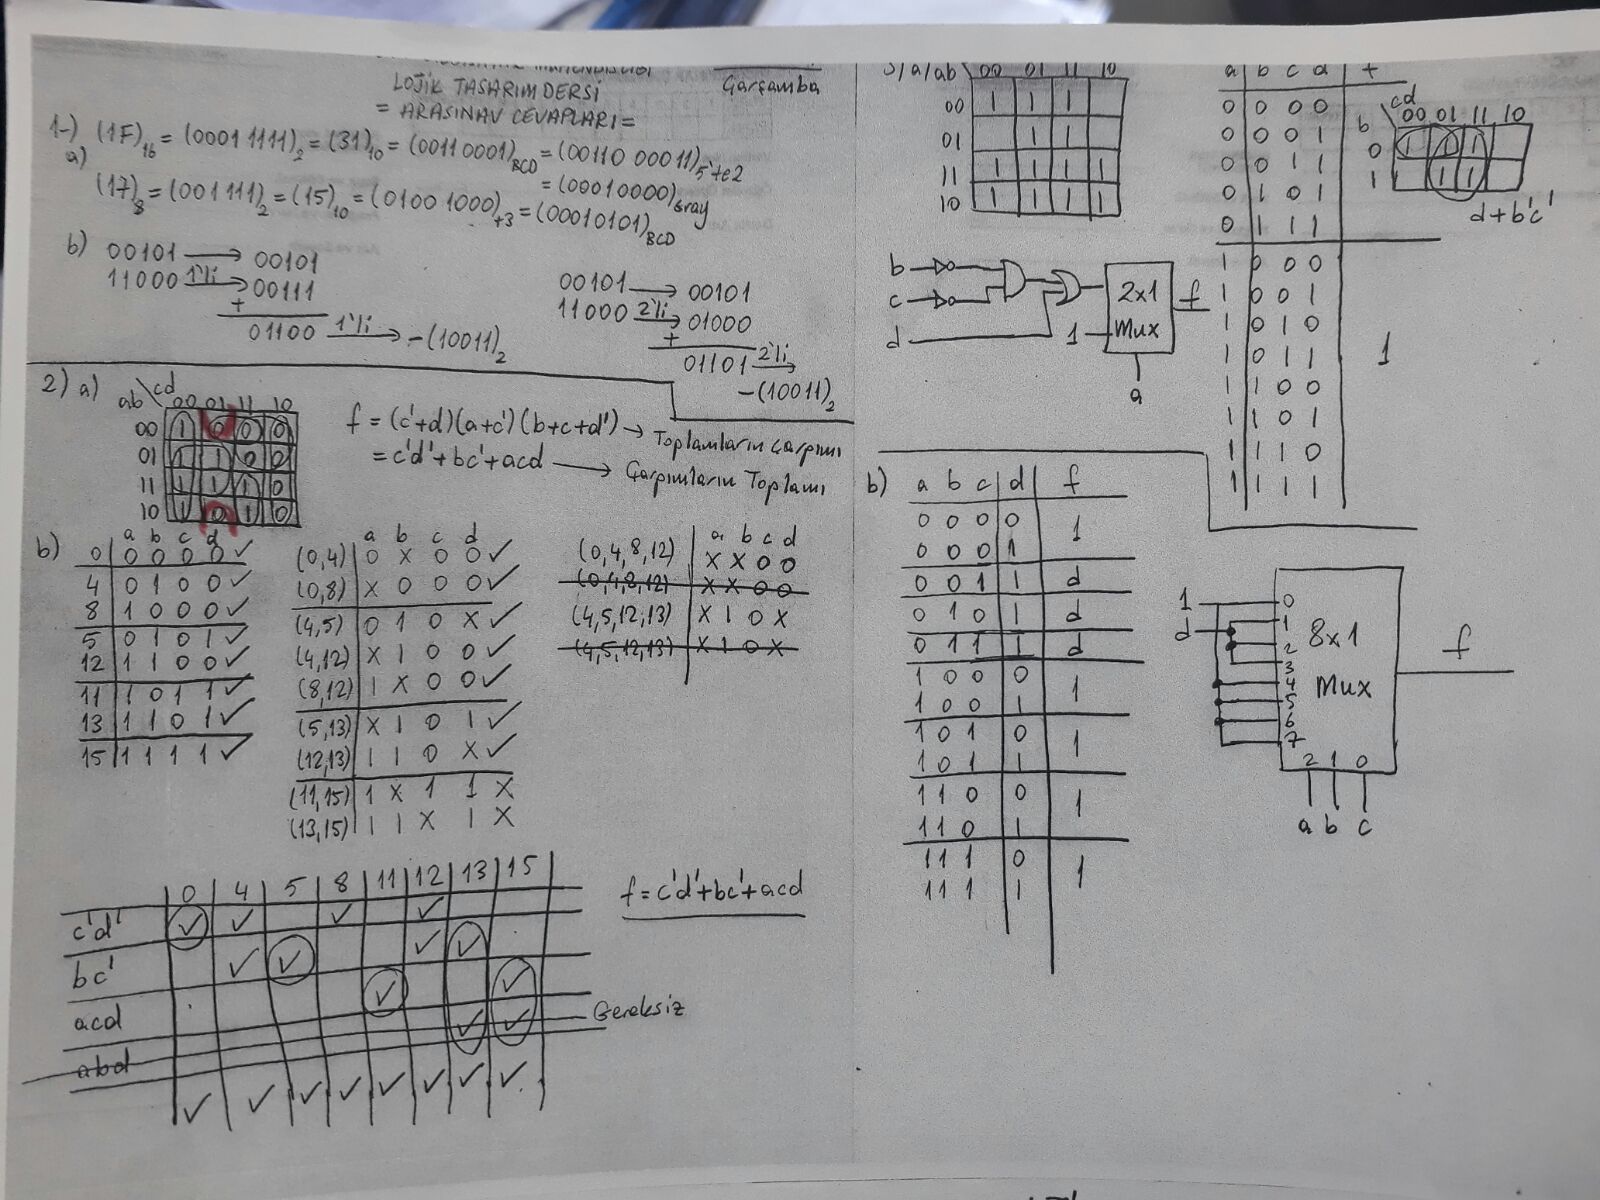 LOJİK TASARIM DERSİ
Çarşamba
= ARASINAV CEVAPLARI =
1-)
a) (1F)16 = (0001 1111)2 = (31)10 = (0011 0001)BCD = (00110 00011)5'te2
= (00010000)Gray
(17)8 = (001 111)2 = (15)10 = (0100 1000)+3 = (00010101)BCD
b) 00101 → 00101
11000 1'li → 00111
+
01100 1'li → -(10011)2
00101 → 00101
11000 2'li → 01000
+
01101 2'li →
-(10011)2
2) a)
ab \ cd 00 01 11 10
00 1 0 0 0
01 1 1 0 0
11 1 1 1 0
10 1 0 1 0
f = (c'+d)(a+c')(b+c+d') → Toplamların Çarpımı
= c'd'+bc'+acd → Çarpımların Toplamı
b)
a b c d
0 0 0 0 0 ✓
4 0 1 0 0 ✓
8 1 0 0 0 ✓
5 0 1 0 1 ✓
12 1 1 0 0 ✓
11 1 0 1 1 ✓
13 1 1 0 1 ✓
15 1 1 1 1 ✓
a b c d
(0,4) 0 X 0 0 ✓
(0,8) X 0 0 0 ✓
(4,5) 0 1 0 X ✓
(4,12) X 1 0 0 ✓
(8,12) 1 X 0 0 ✓
(5,13) X 1 0 1 ✓
(12,13) 1 1 0 X ✓
(11,15) 1 X 1 1 X
(13,15) 1 1 X 1 X
a b c d
(0,4,8,12) X X 0 0
(0,4,8,12) X X 0 0
(4,5,12,13) X 1 0 X
(4,5,12,13) X 1 0 X
0 4 5 8 11 12 13 15
c'd' ✓ ✓ ✓ ✓
bc' ✓ ✓ ✓ ✓
acd ✓ ✓
abd ✓ ✓ Gereksiz
✓ ✓ ✓ ✓ ✓ ✓ ✓ ✓
f = c'd'+bc'+acd
a) ab \ 00 01 11 10
00 1 1 1
01 1 1
11 1 1 1 1
10 1 1 1 1
b
c
d
1
2x1
Mux
f
a
a b c d f
0 0 0 0
0 0 0 1
0 0 1 1
0 1 0 1
0 1 1 1
1 0 0 0
1 0 0 1
1 0 1 0
1 0 1 1
1 1 0 0
1 1 0 1
1 1 1 0
1 1 1 1
1
b \ cd 00 01 11 10
0 1 1 1
1 1 1
d+b'c'
b) a b c d f
0 0 0 0 1
0 0 0 1
0 0 1 1 d
0 1 0 1 d
0 1 1 1 d
1 0 0 0 1
1 0 0 1
1 0 1 0 1
1 0 1 1
1 1 0 0 1
1 1 0 1
1 1 1 0 1
1 1 1 1
1
d
0
1
2
3
4
5
6
7
8x1
Mux
2 1 0
a b c
f